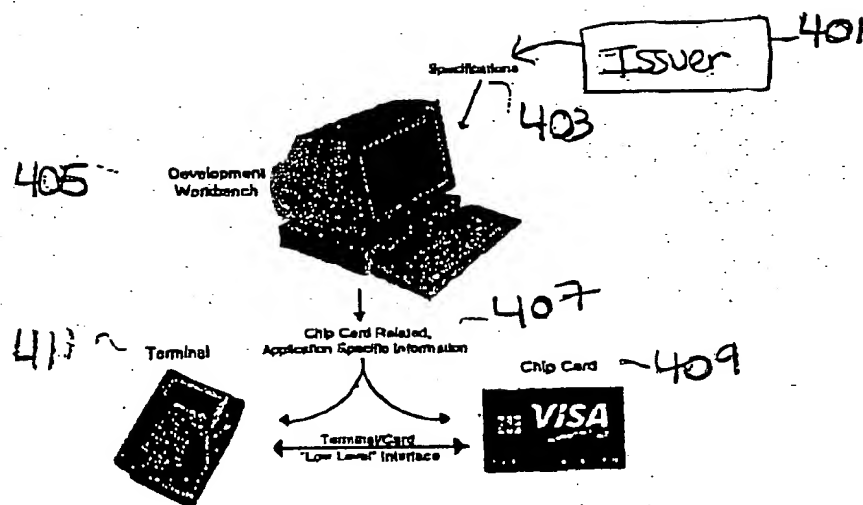 401
Issuer
Specifications
403
405
Development
Workbench
407
Chip Card Related,
Application Specific Information
413
Terminal
Chip Card
409
VISA
Terminal/Card
"Low Level" Interface